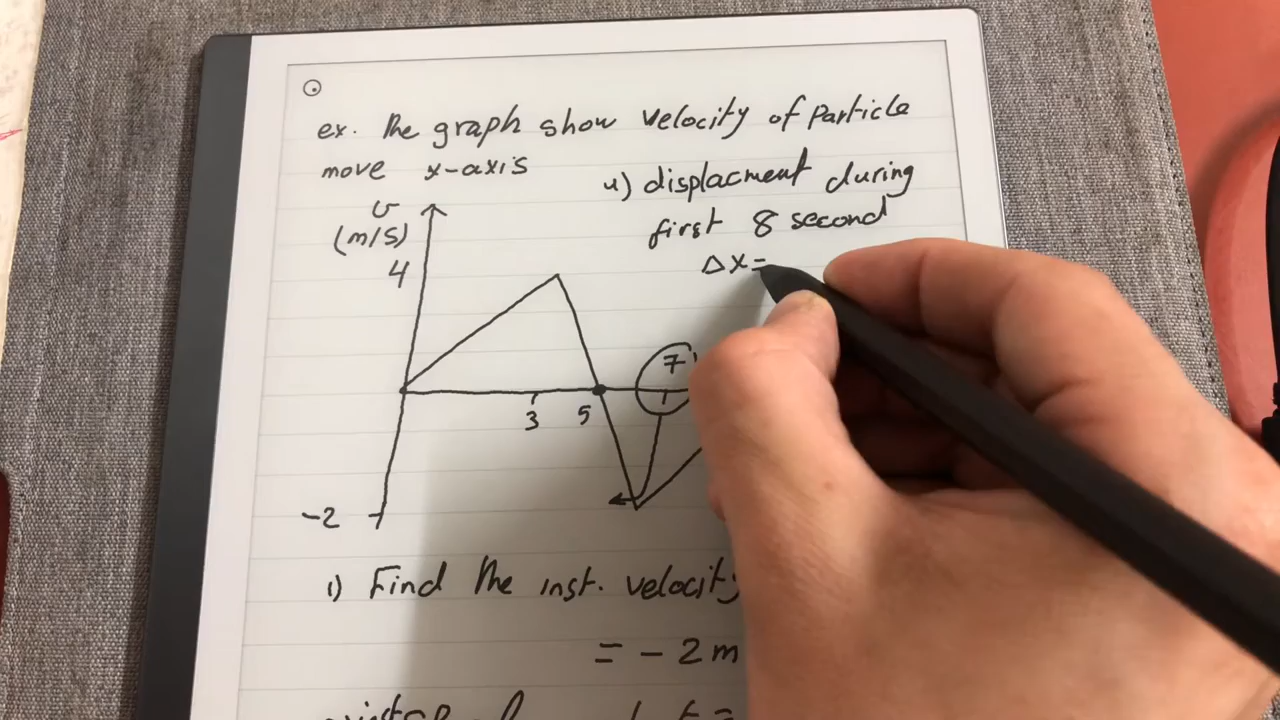 ex. The graph show velocity of particle
move x-axis
4) displacment during
first 8 second
Δx=
v
(m/s)
4
7
3
5
-2
1) Find the inst. velocity
= -2m
t =